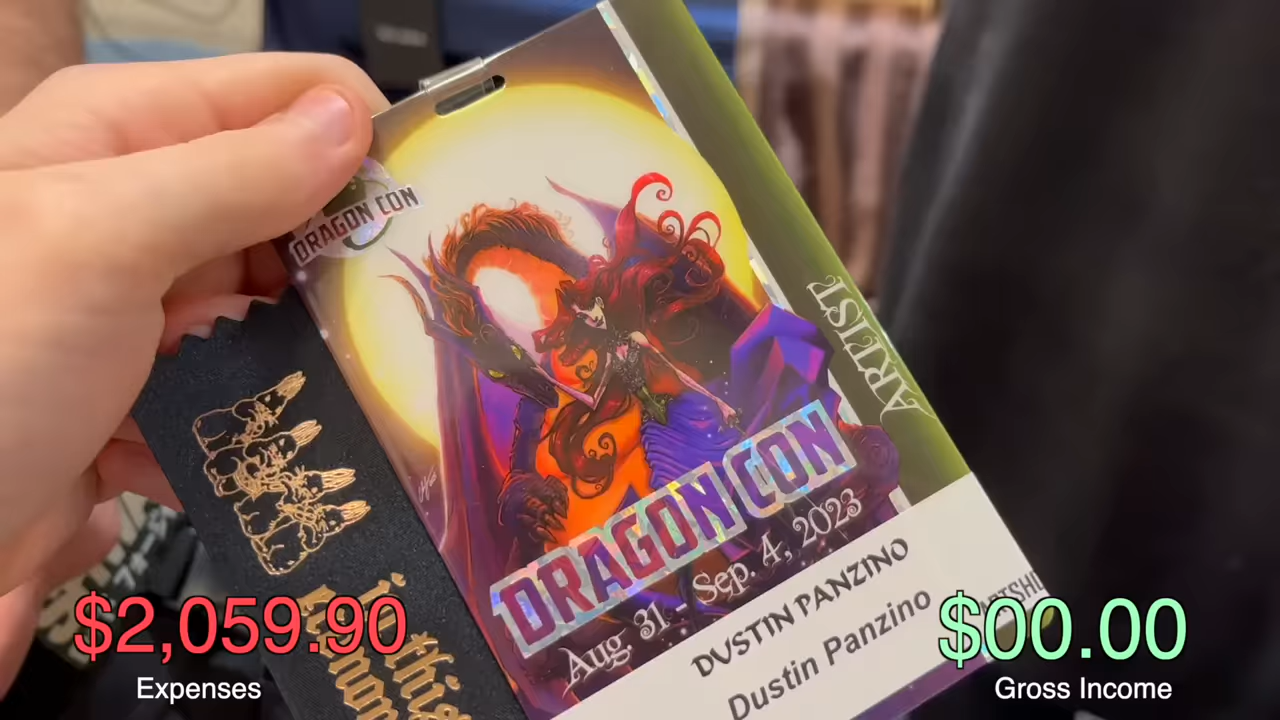 DRAGON CON
ARTIST
DRAGON CON
Aug. 31 - Sep. 4, 2023
DUSTIN PANZINO
Dustin Panzino
$2,059.90
Expenses
$00.00
Gross Income